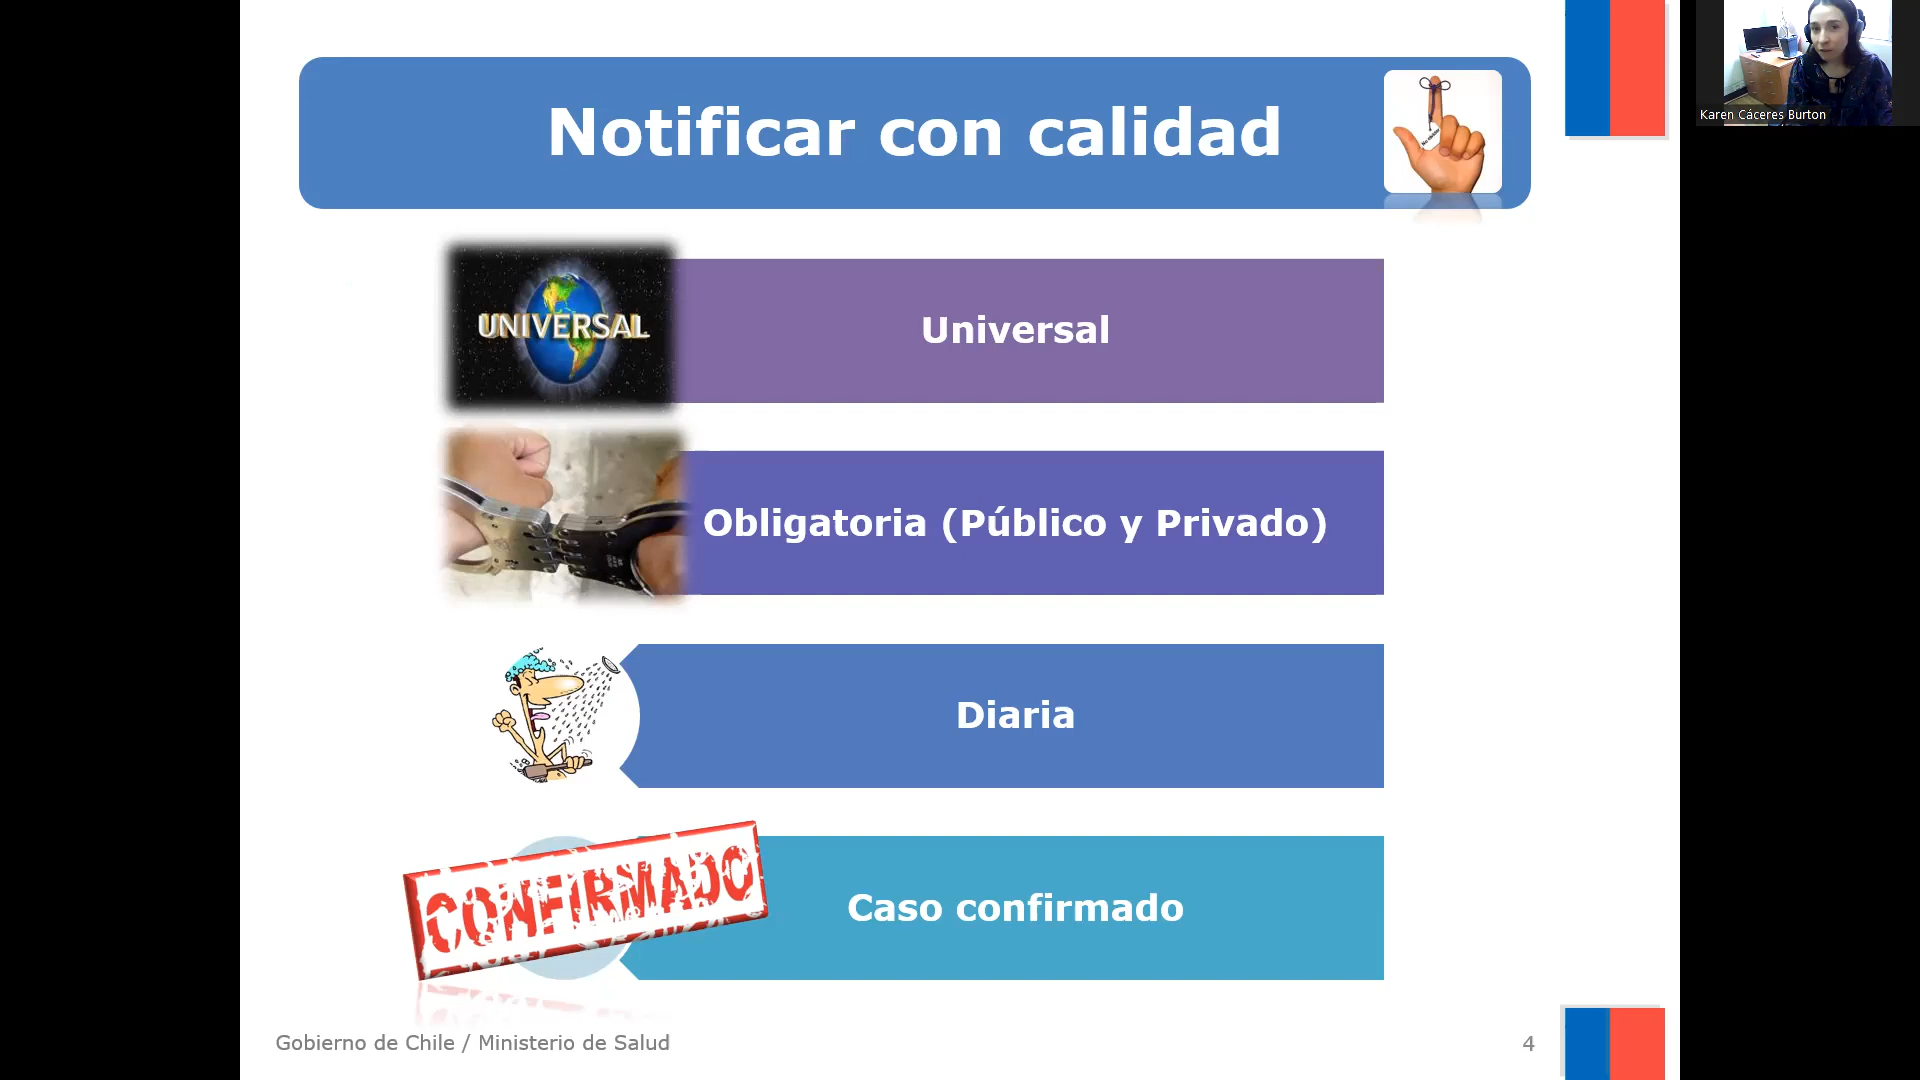 Notificar con calidad
Karen Cáceres Burton
UNIVERSAL
Universal
Obligatoria (Público y Privado)
Diaria
CONFIRMADO
Caso confirmado
Gobierno de Chile / Ministerio de Salud
4